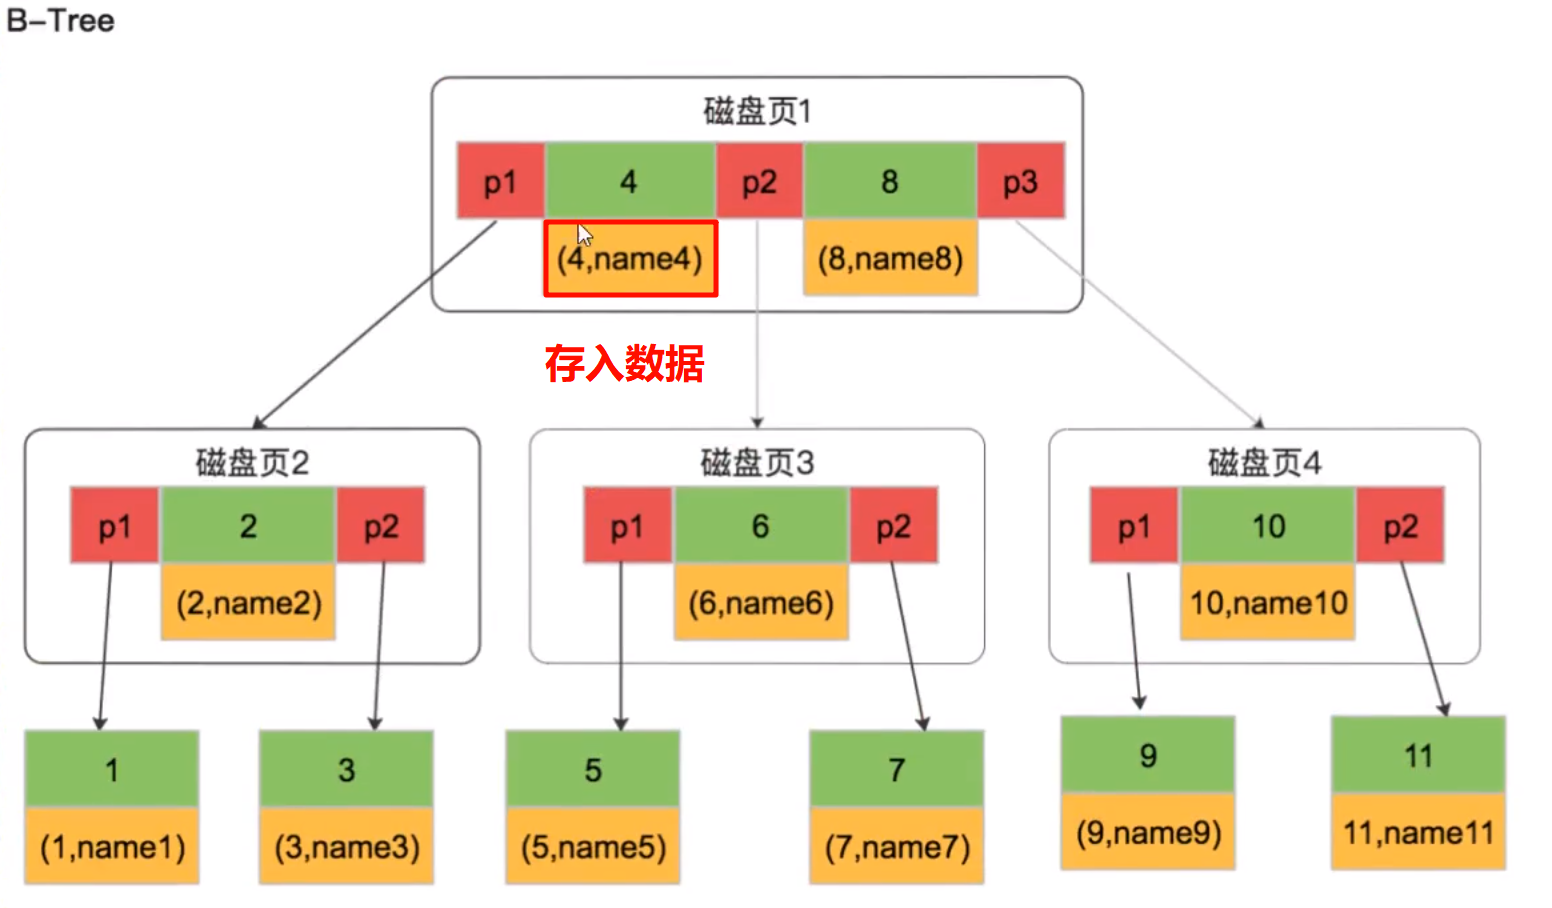 B-Tree
磁盘页1
p1 4 p2 8 p3
(4,name4) (8,name8)
存入数据
磁盘页2 磁盘页3 磁盘页4
p1 2 p2 p1 6 p2 p1 10 p2
(2,name2) (6,name6) 10,name10
1 3 5 7 9 11
(1,name1) (3,name3) (5,name5) (7,name7) (9,name9) 11,name11